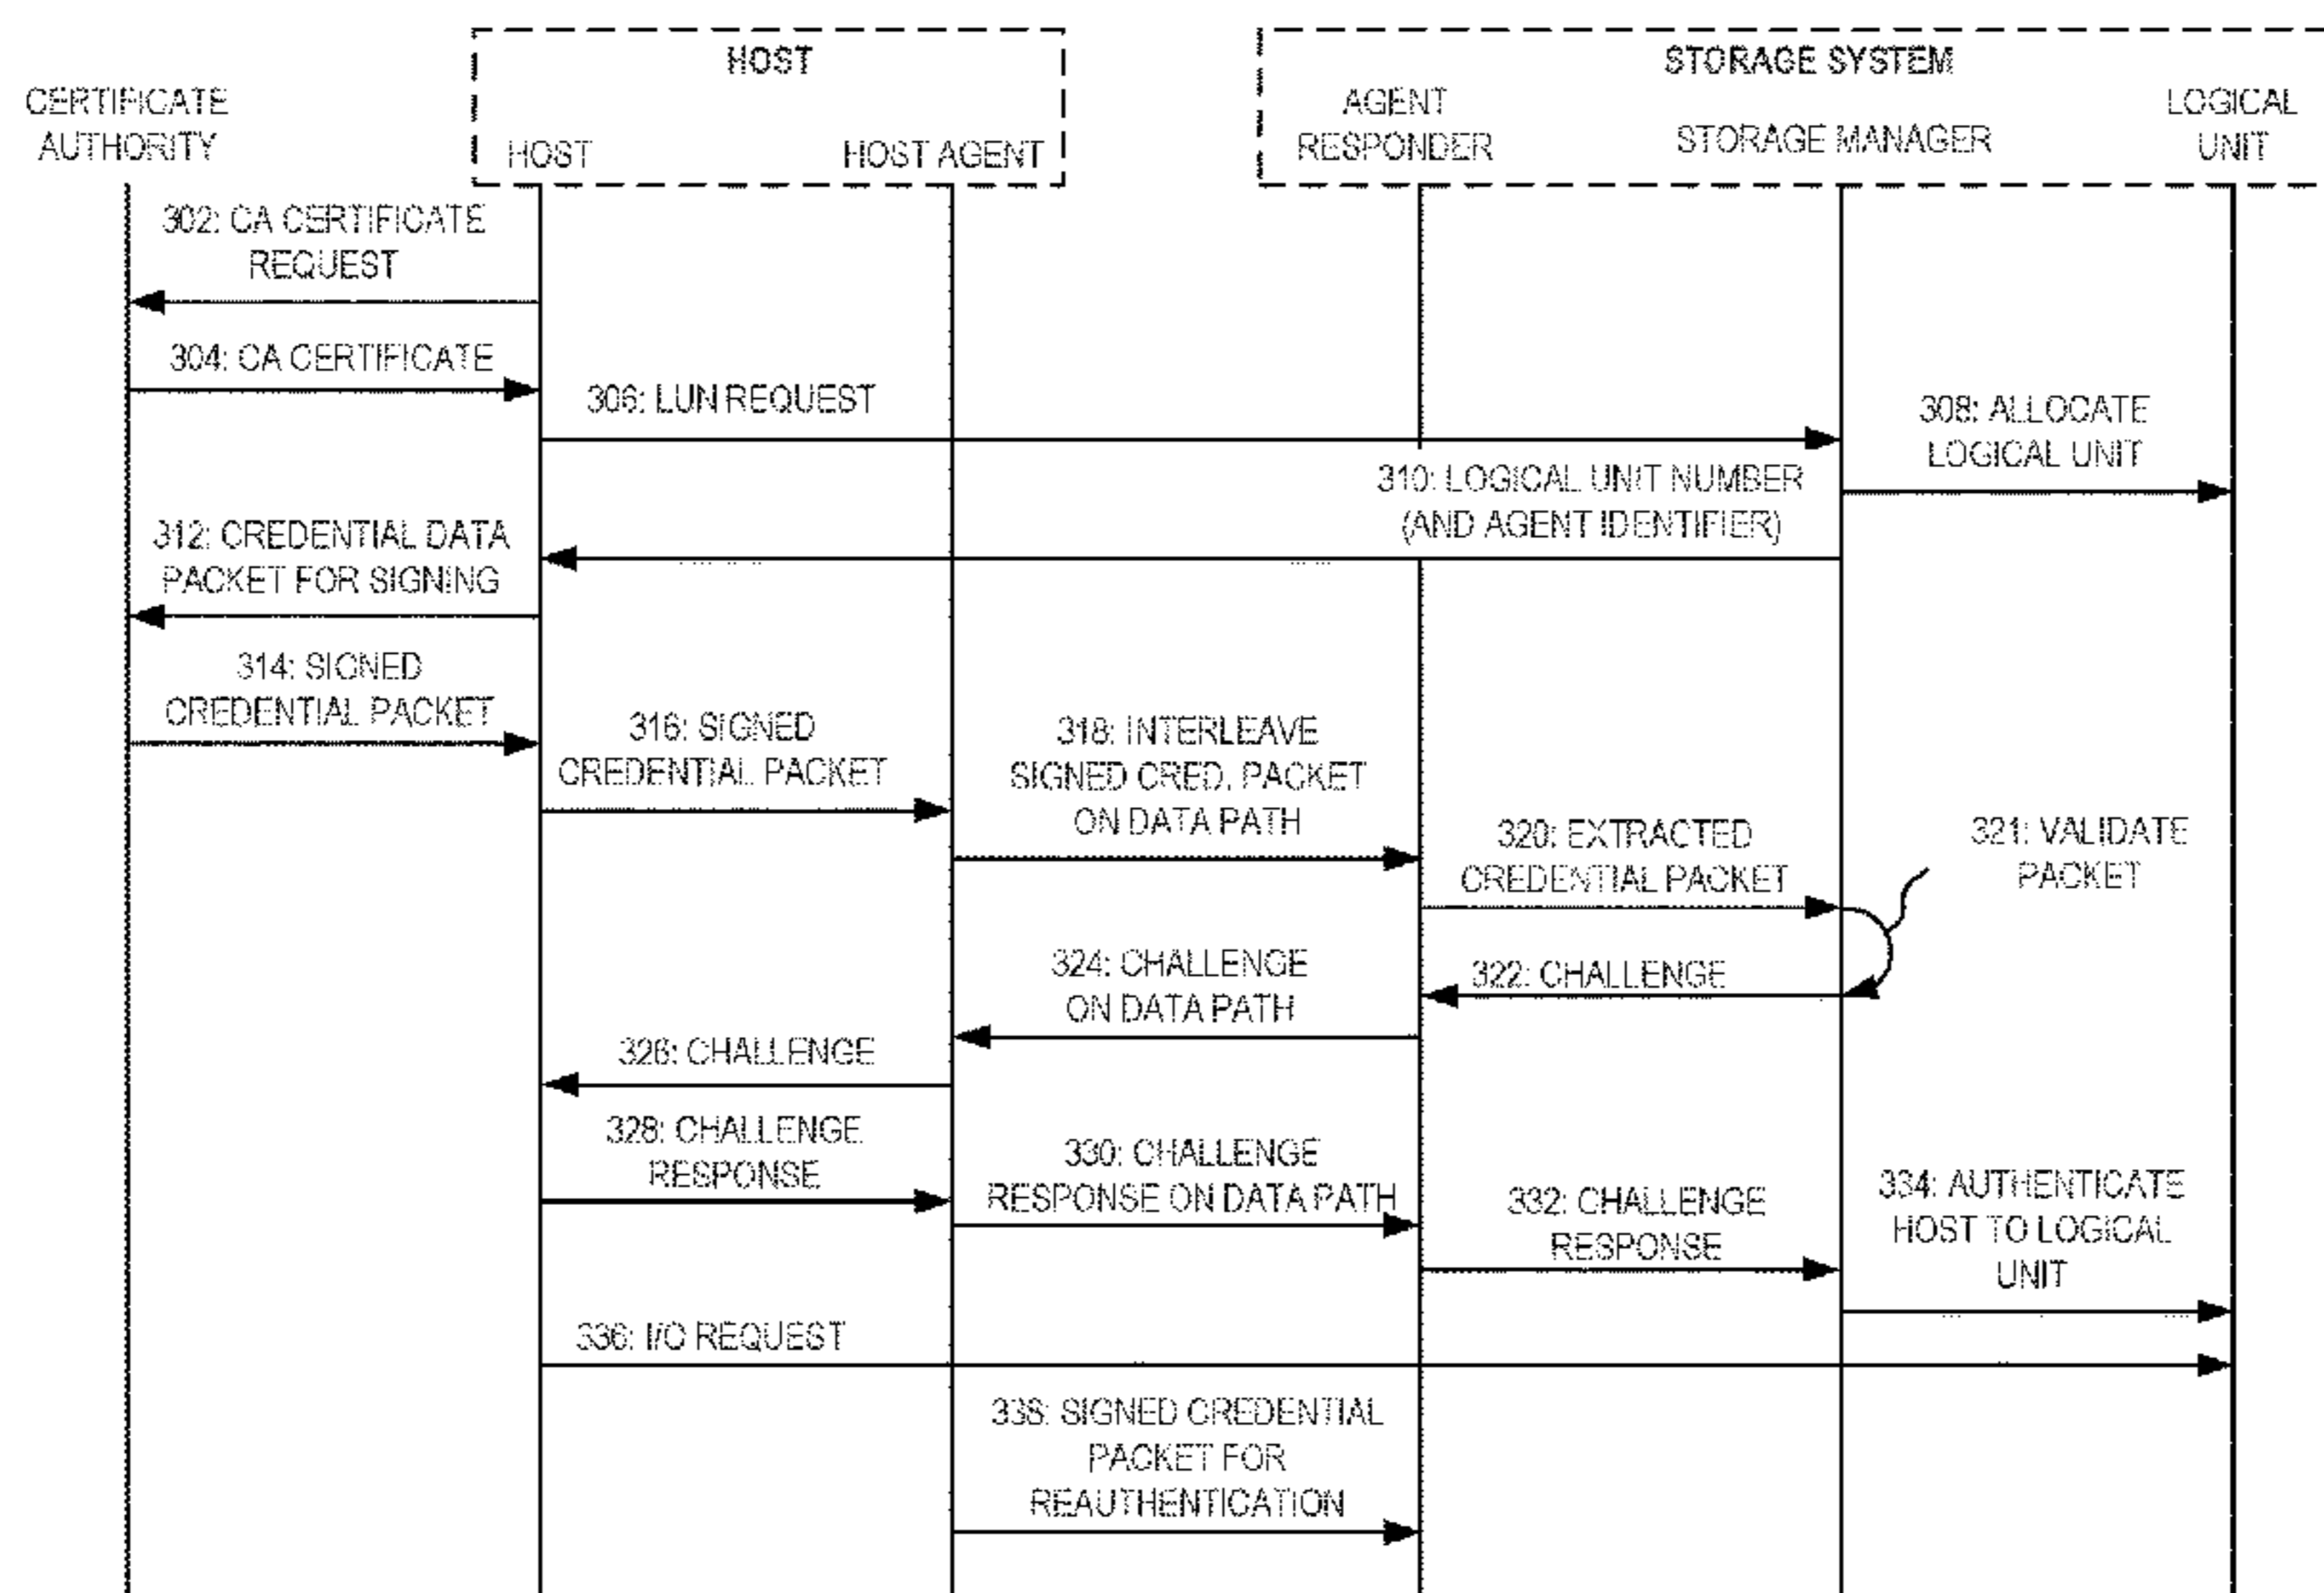 HOST
STORAGE SYSTEM
CERTIFICATE
AUTHORITY
HOST
HOST AGENT
AGENT
RESPONDER
STORAGE MANAGER
LOGICAL
UNIT
302: CA CERTIFICATE
REQUEST
304: CA CERTIFICATE
306: LUN REQUEST
308: ALLOCATE
LOGICAL UNIT
310: LOGICAL UNIT NUMBER
(AND AGENT IDENTIFIER)
312: CREDENTIAL DATA
PACKET FOR SIGNING
314: SIGNED
CREDENTIAL PACKET
316: SIGNED
CREDENTIAL PACKET
318: INTERLEAVE
SIGNED CRED. PACKET
ON DATA PATH
320: EXTRACTED
CREDENTIAL PACKET
321: VALIDATE
PACKET
322: CHALLENGE
324: CHALLENGE
ON DATA PATH
326: CHALLENGE
328: CHALLENGE
RESPONSE
330: CHALLENGE
RESPONSE ON DATA PATH
332: CHALLENGE
RESPONSE
334: AUTHENTICATE
HOST TO LOGICAL
UNIT
336: I/O REQUEST
338: SIGNED CREDENTIAL
PACKET FOR
REAUTHENTICATION